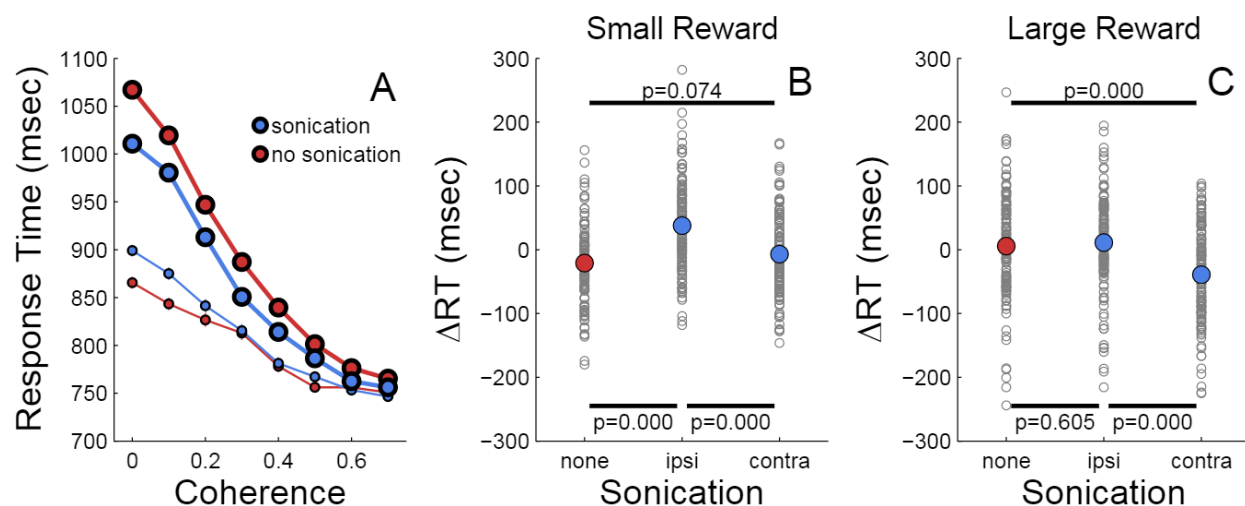 Small Reward
Large Reward
Response Time (msec)
1100
1050
1000
950
900
850
800
750
700
A
sonication
no sonication
0
0.2
0.4
0.6
Coherence
ΔRT (msec)
300
200
100
0
−100
−200
−300
B
p=0.074
p=0.000
p=0.000
none
ipsi
contra
Sonication
ΔRT (msec)
300
200
100
0
−100
−200
−300
C
p=0.000
p=0.605
p=0.000
none
ipsi
contra
Sonication